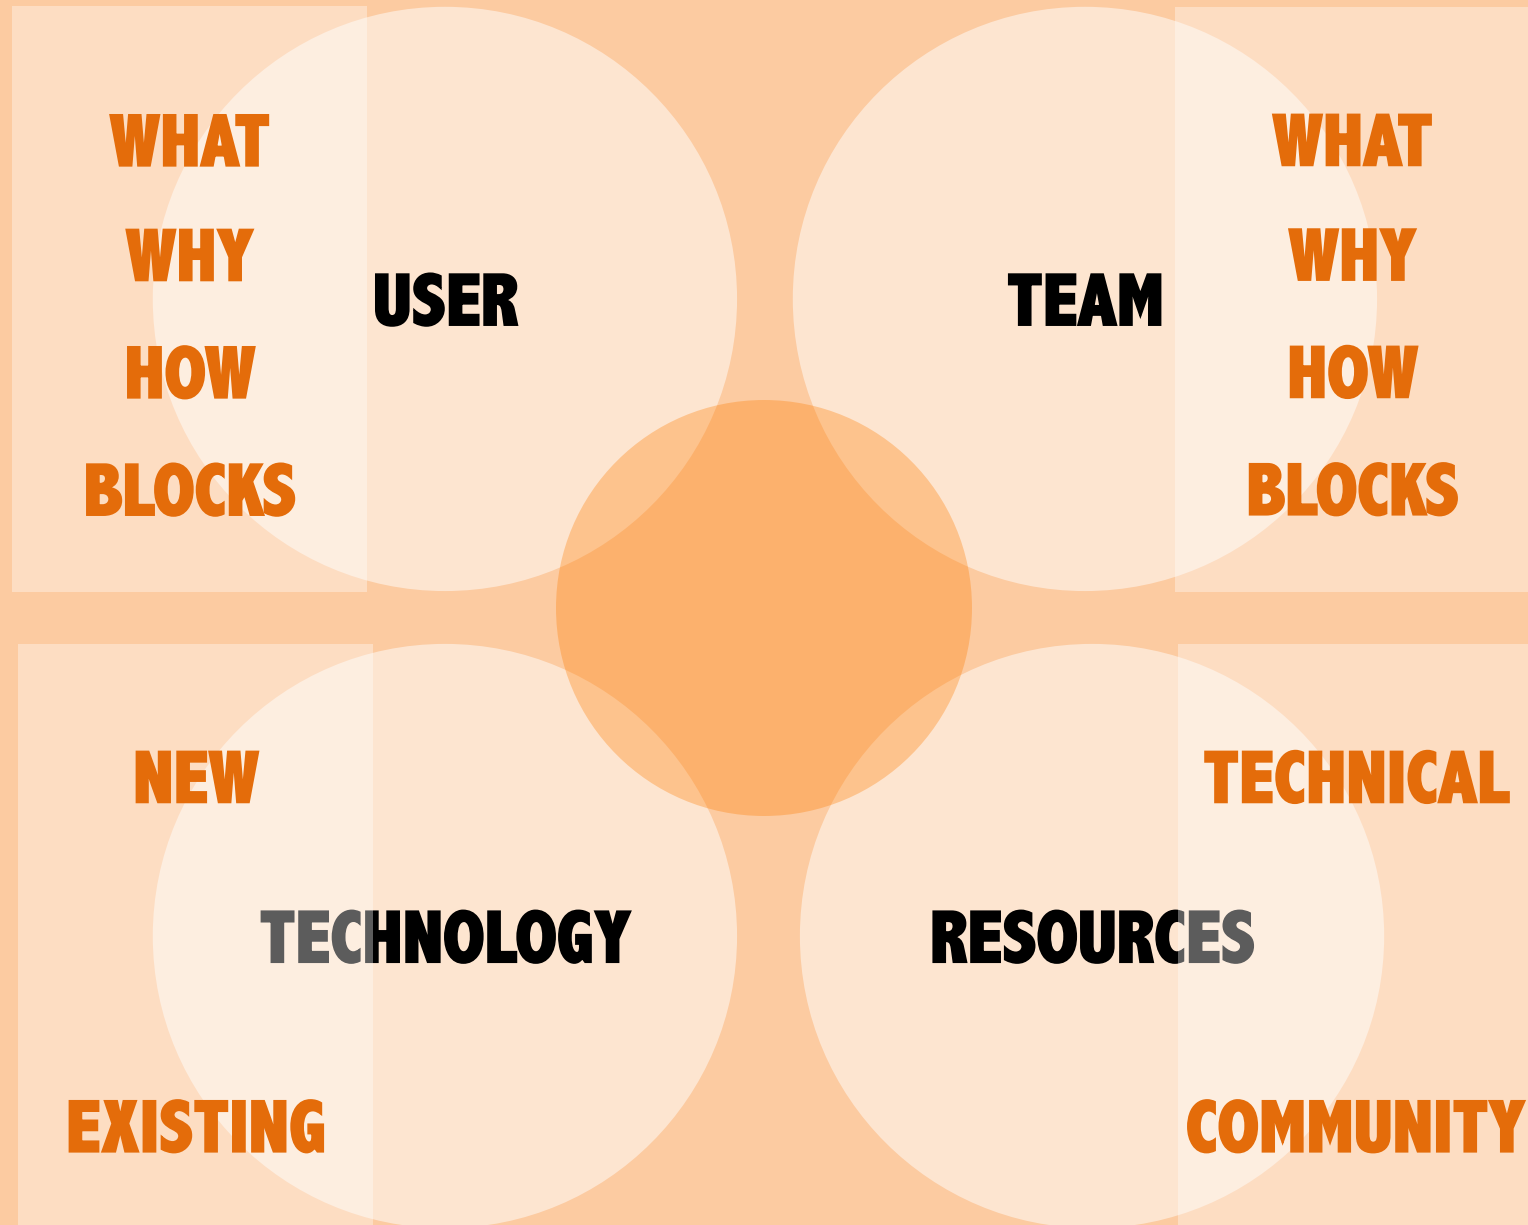 WHAT
WHY
HOW
BLOCKS
USER
TEAM
WHAT
WHY
HOW
BLOCKS
NEW
EXISTING
TECHNOLOGY
RESOURCES
TECHNICAL
COMMUNITY